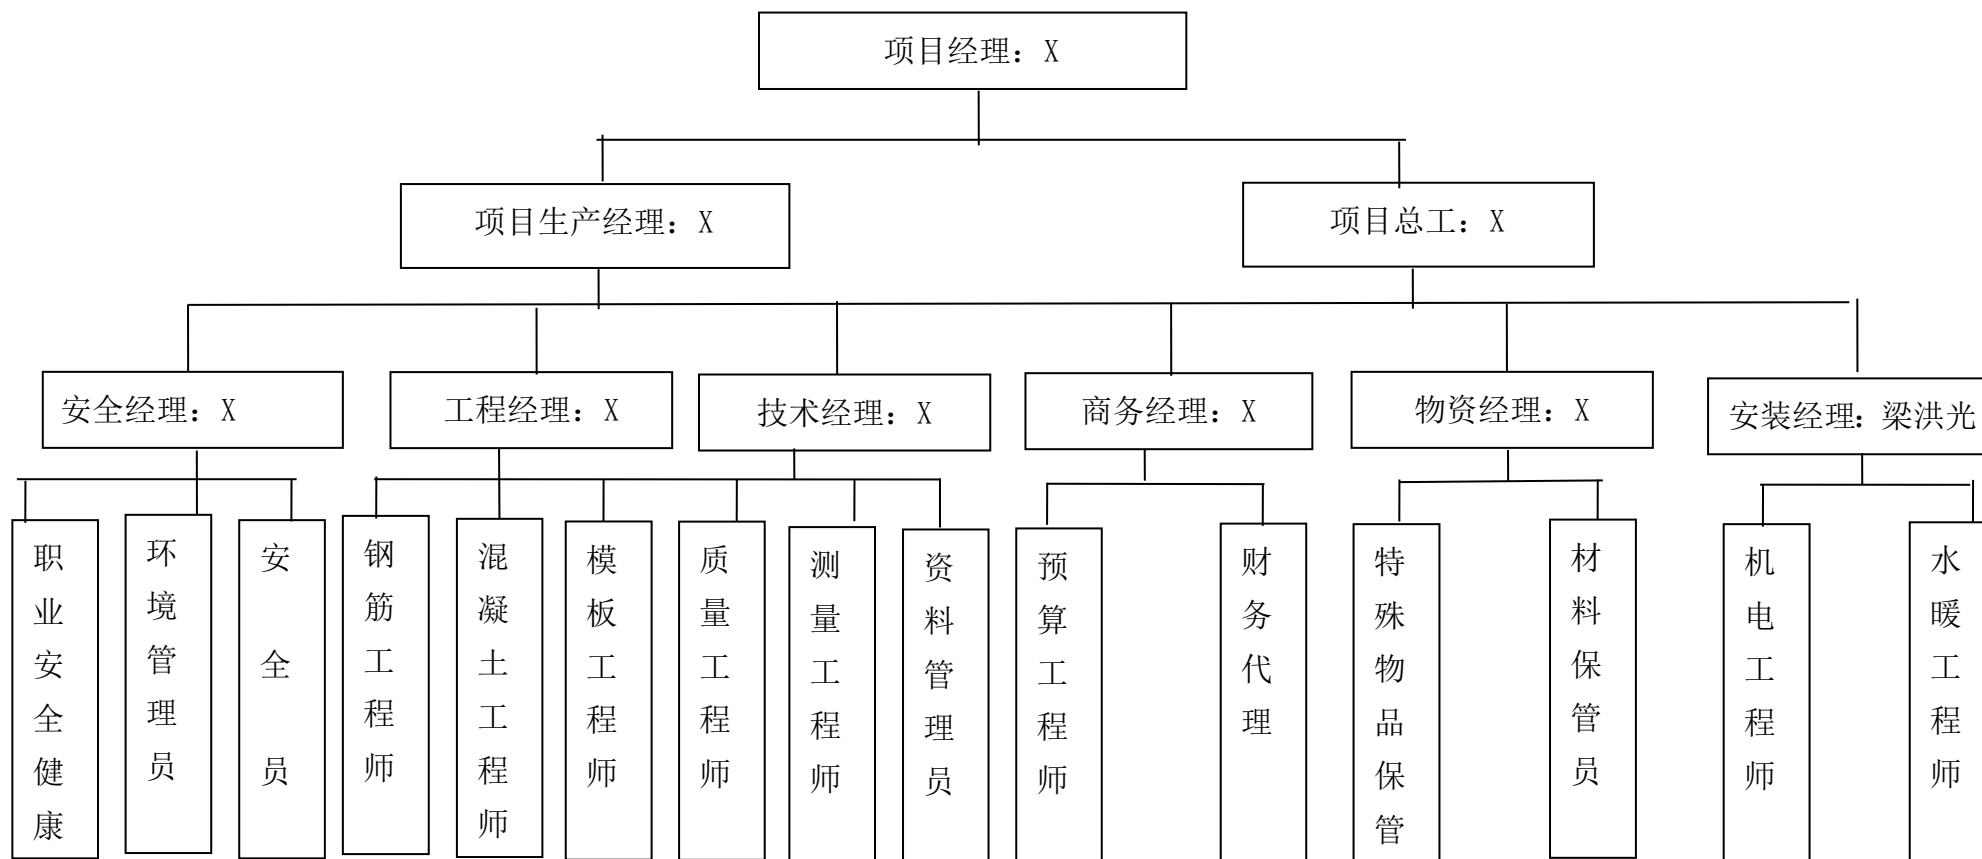 项目经理：X
项目生产经理：X
项目总工：X
安全经理：X
工程经理：X
技术经理：X
商务经理：X
物资经理：X
安装经理：梁洪光
职业安全健康
环境管理员
安全员
钢筋工程师
混凝土工程师
模板工程师
质量工程师
测量工程师
资料管理员
预算工程师
财务代理
特殊物品保管
材料保管员
机电工程师
水暖工程师